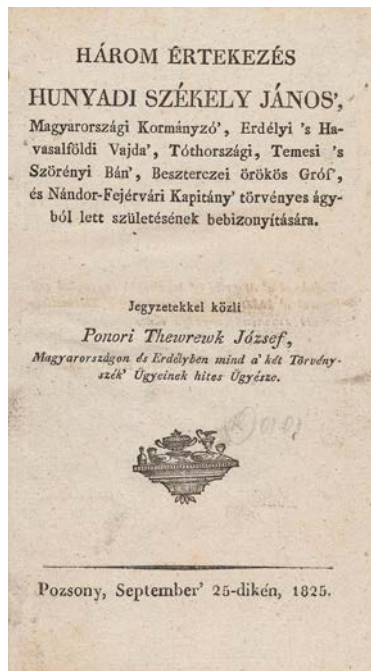 HÁROM ÉRTEKEZÉS
HUNYADI SZÉKELY JÁNOS',
Magyarországi Kormányzó', Erdélyi 's Ha-
vasalföldi Vajda', Tóthországi, Temesi 's
Szörényi Bán', Beszterczei örökös Gróf',
és Nándor-Fejérvári Kapitány' törvényes ágy-
ból lett születésének bebizonyítására.
Jegyzetekkel közli
Ponori Thewrewk József,
Magyarországon és Erdélyben mind a' két Törvény-
szék' Ügyeinek hites Ügyésze.
Pozsony, September' 25-dikén, 1825.